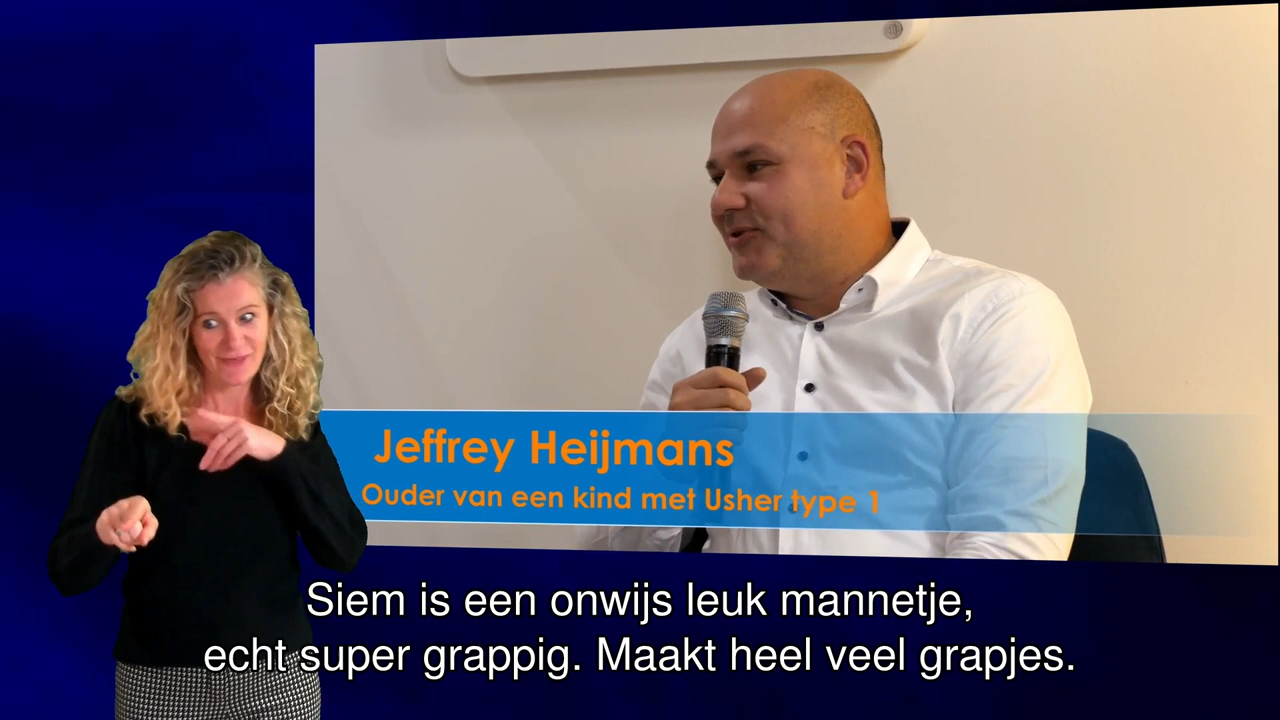 Jeffrey Heijmans
Ouder van een kind met Usher type 1
Siem is een onwijs leuk mannetje,
echt super grappig. Maakt heel veel grapjes.